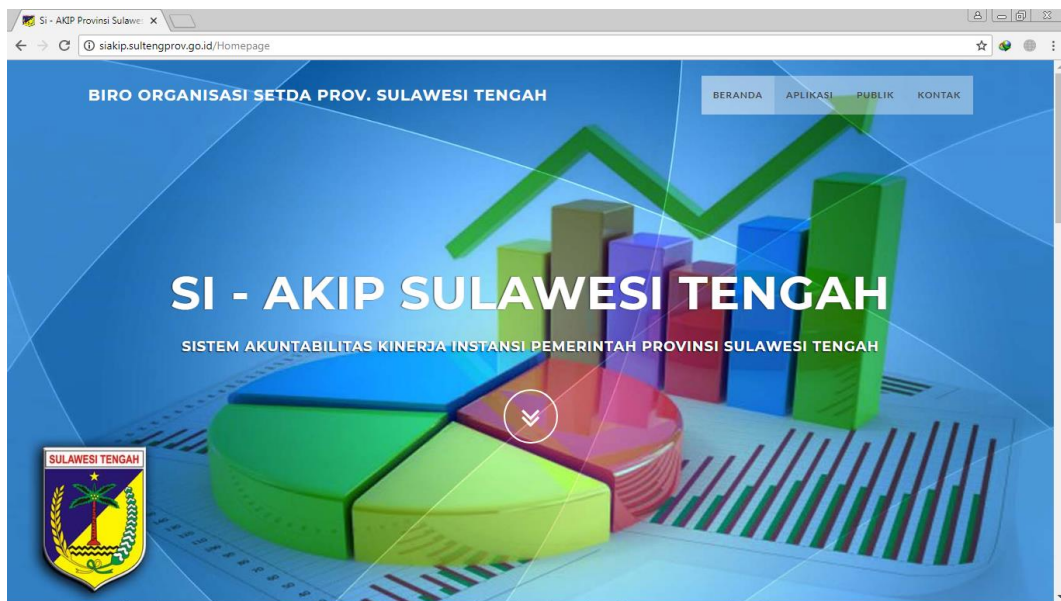 Si - AKIP Provinsi Sulawe
siakip.sultengprov.go.id/Homepage
BIRO ORGANISASI SETDA PROV. SULAWESI TENGAH
BERANDA APLIKASI PUBLIK KONTAK
SI - AKIP SULAWESI TENGAH
SISTEM AKUNTABILITAS KINERJA INSTANSI PEMERINTAH PROVINSI SULAWESI TENGAH
SULAWESI TENGAH